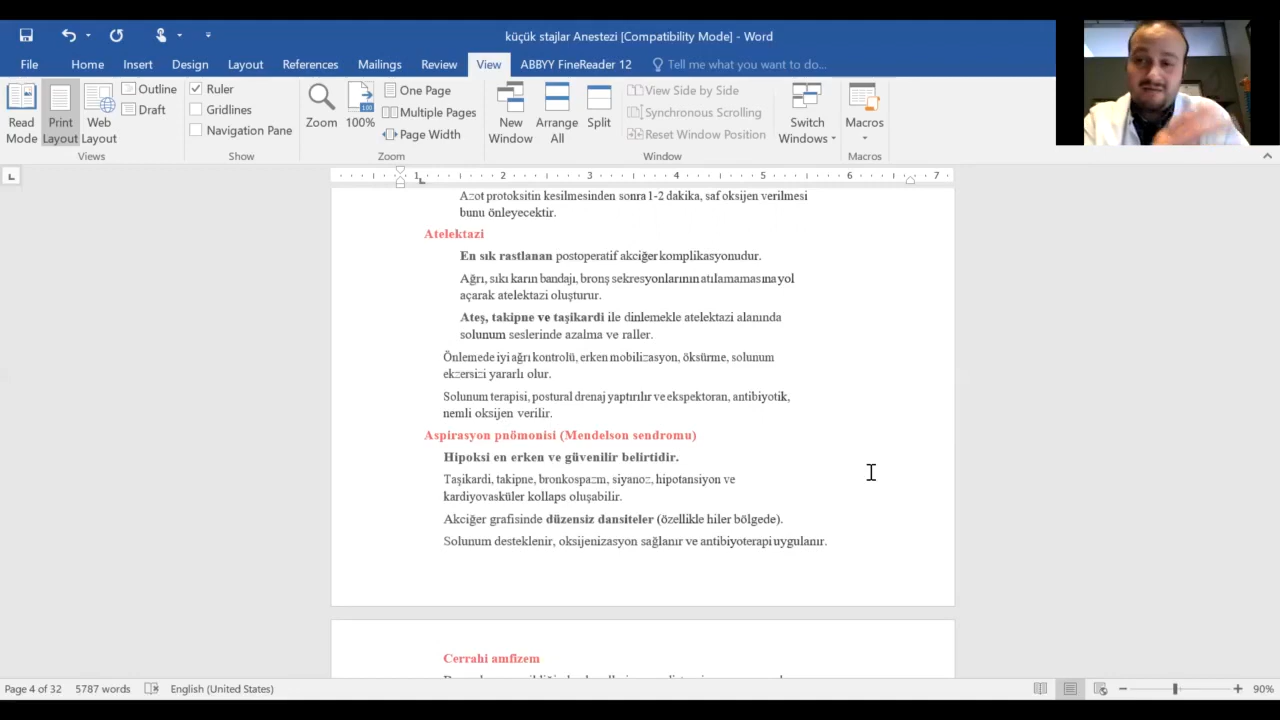 küçük stajlar Anestezi [Compatibility Mode] - Word
File Home Insert Design Layout References Mailings Review View ABBYY FineReader 12 Tell me what you want to do...
Read Mode
Print Layout
Web Layout
Outline
Draft
Views
Ruler
Gridlines
Navigation Pane
Show
Zoom
100%
One Page
Multiple Pages
Page Width
Zoom
New Window
Arrange All
Split
View Side by Side
Synchronous Scrolling
Reset Window Position
Window
Switch Windows
Macros
Macros
1 2 3 4 5 6 7
Azot protoksitin kesilmesinden sonra 1-2 dakika, saf oksijen verilmesi
bunu önleyecektir.
Atelektazi
En sık rastlanan postoperatif akciğer komplikasyonudur.
Ağrı, sıkı karın bandajı, bronş sekresyonlarının atılamamasına yol
açarak atelektazi oluşturur.
Ateş, takipne ve taşikardi ile dinlemekle atelektazi alanında
solunum seslerinde azalma ve raller.
Önlemede iyi ağrı kontrolü, erken mobilizasyon, öksürme, solunum
ekzersizi yararlı olur.
Solunum terapisi, postural drenaj yaptırılır ve ekspektoran, antibiyotik,
nemli oksijen verilir.
Aspirasyon pnömonisi (Mendelson sendromu)
Hipoksi en erken ve güvenilir belirtidir.
Taşikardi, takipne, bronkospazm, siyanoz, hipotansiyon ve
kardiyovasküler kollaps oluşabilir.
Akciğer grafisinde düzensiz dansiteler (özellikle hiler bölgede).
Solunum desteklenir, oksijenizasyon sağlanır ve antibiyoterapi uygulanır.
Cerrahi amfizem
Page 4 of 32 5787 words English (United States) 90%